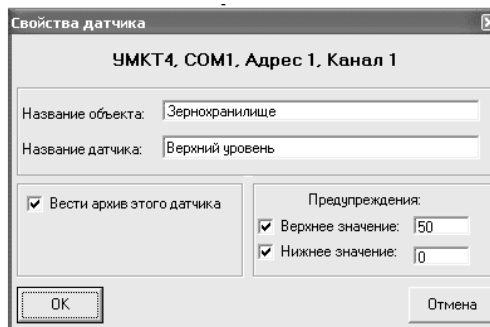 Свойства датчика
УМКТ4, COM1, Адрес 1, Канал 1
Название объекта: Зернохранилище
Название датчика: Верхний уровень
Вести архив этого датчика
Предупреждения:
Верхнее значение: 50
Нижнее значение: 0
OK
Отмена